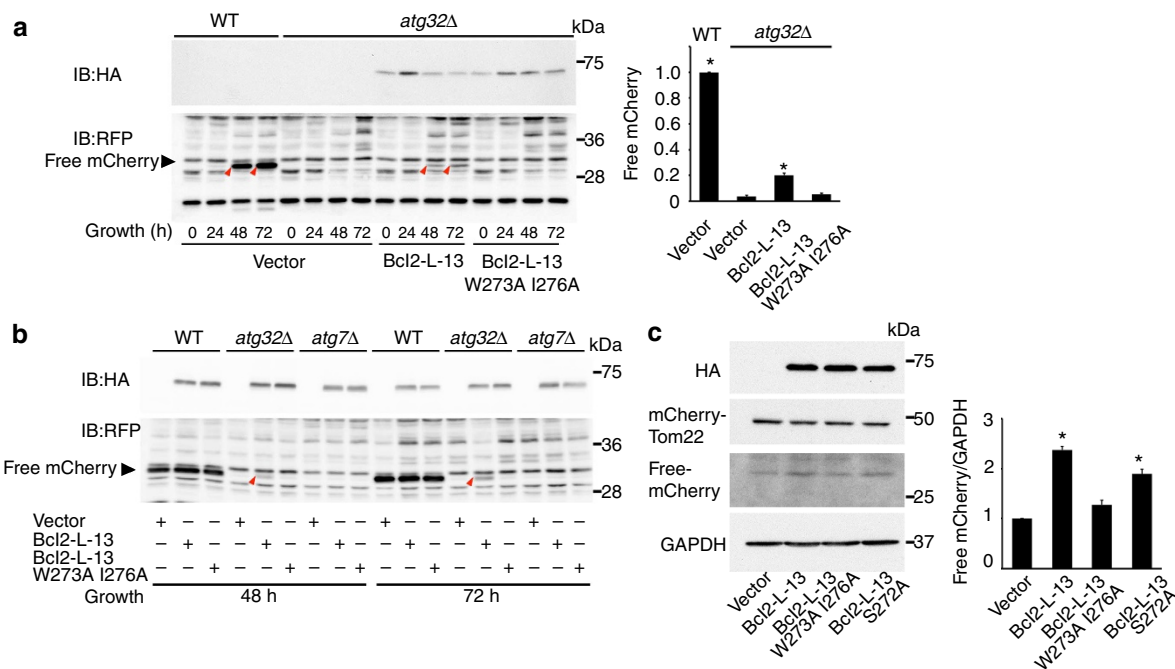 a
WT atg32Δ kDa
IB:HA
75
IB:RFP
36
Free mCherry
28
Growth (h) 0 24 48 72 0 24 48 72 0 24 48 72 0 24 48 72
Vector Bcl2-L-13 Bcl2-L-13
W273A I276A
WT atg32Δ
* *
Free mCherry
1.0
0.8
0.6
0.4
0.2
0
Vector
Vector
Bcl2-L-13
Bcl2-L-13
W273A I276A
b
WT atg32Δ atg7Δ WT atg32Δ atg7Δ
kDa
75
IB:HA
IB:RFP
36
Free mCherry
28
Vector + – – + – – + – – + – – + – – + – –
Bcl2-L-13 – + – – + – – + – – + – – + – – + –
Bcl2-L-13
W273A I276A – – + – – + – – + – – + – – + – – +
Growth 48 h 72 h
c
kDa
HA
75
mCherry-
Tom22
50
Free-
mCherry
25
GAPDH
37
Vector
Bcl2-L-13
Bcl2-L-13
W273A I276A
Bcl2-L-13
S272A
Free mCherry/GAPDH
3
2
1
0
* *
Vector
Bcl2-L-13
Bcl2-L-13
W273A I276A
Bcl2-L-13
S272A